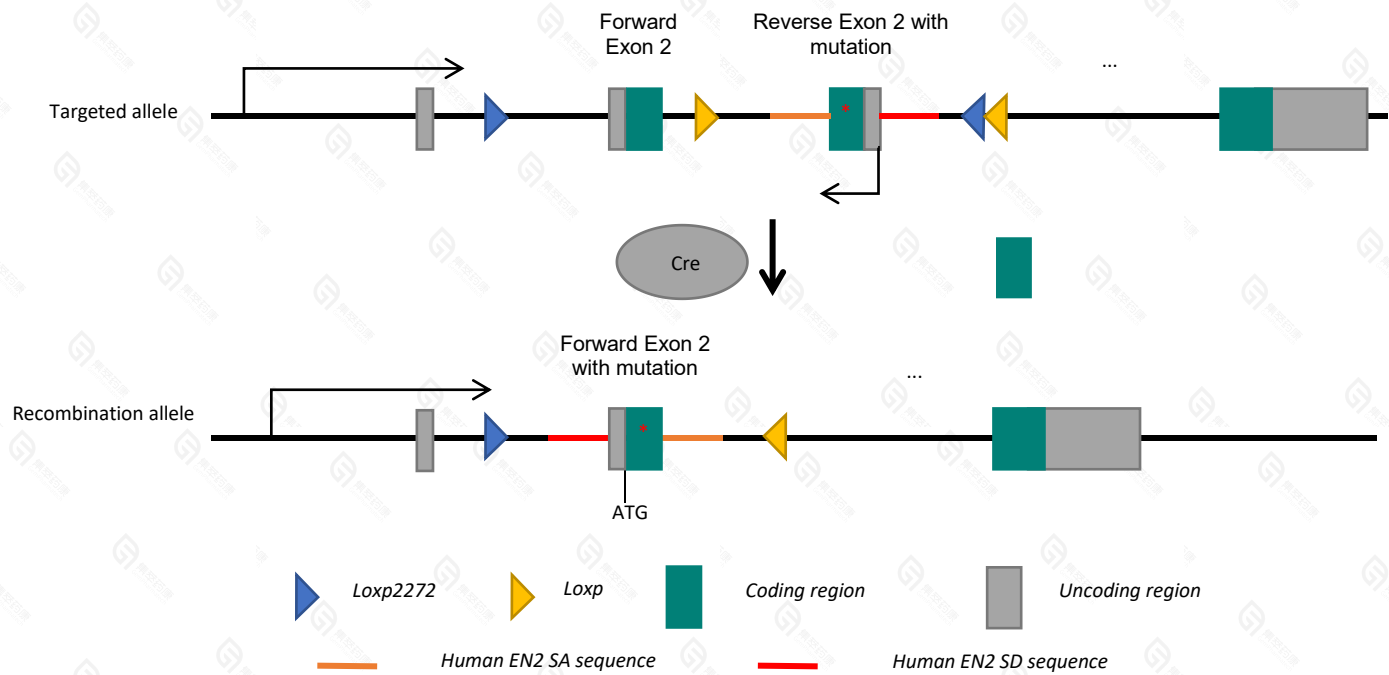 Forward
Exon 2
Reverse Exon 2 with
mutation
...
Targeted allele
*
Cre
Forward Exon 2
with mutation
...
Recombination allele
*
ATG
Loxp2272
Loxp
Coding region
Uncoding region
Human EN2 SA sequence
Human EN2 SD sequence